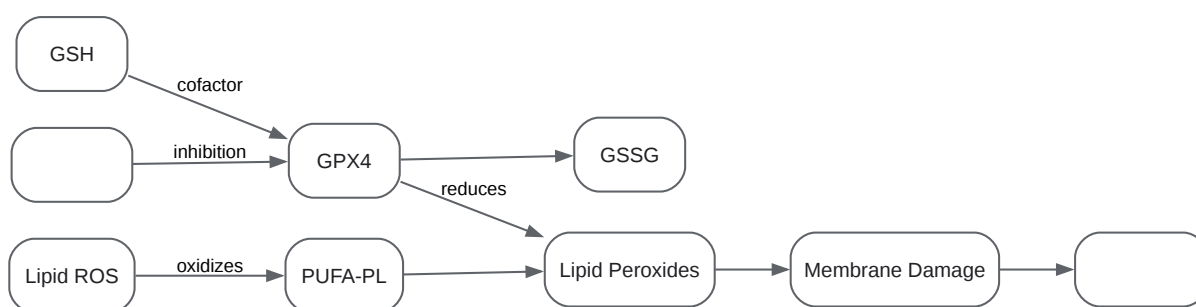 GSH
cofactor
inhibition
GPX4
GSSG
reduces
Lipid ROS
oxidizes
PUFA-PL
Lipid Peroxides
Membrane Damage